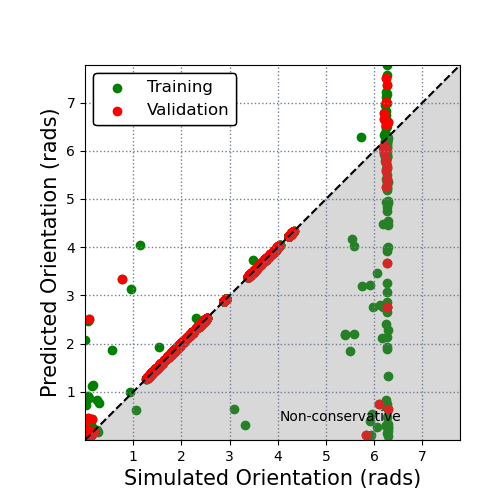 Training
Validation
7
6
5
4
3
2
1
Predicted Orientation (rads)
Non-conservative
1 2 3 4 5 6 7
Simulated Orientation (rads)